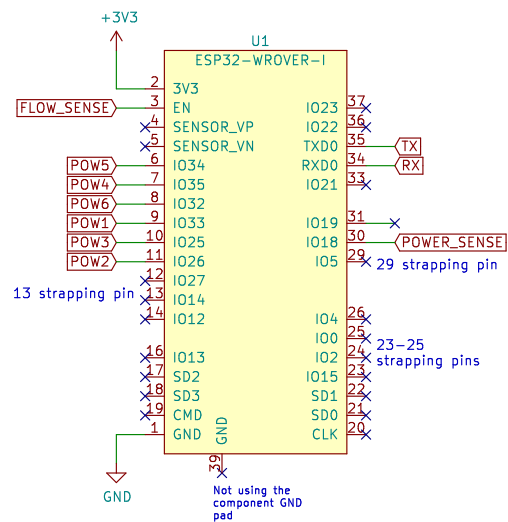 +3V3
U1
ESP32-WROVER-I
2 3V3
FLOW_SENSE 3 EN IO23 37
4 SENSOR_VP IO22 36
5 SENSOR_VN TXD0 35 TX
POW5 6 IO34 RXD0 34 RX
POW4 7 IO35 IO21 33
POW6 8 IO32
POW1 9 IO33 IO19 31
POW3 10 IO25 IO18 30 POWER_SENSE
POW2 11 IO26 IO5 29
29 strapping pin
12 IO27
13 strapping pin
13 IO14
14 IO12 IO4 26
IO0 25
23-25
16 IO13 IO2 24
strapping pins
17 SD2 IO15 23
18 SD3 SD1 22
19 CMD SD0 21
1 GND CLK 20
GND
39
GND
Not using the
component GND
pad